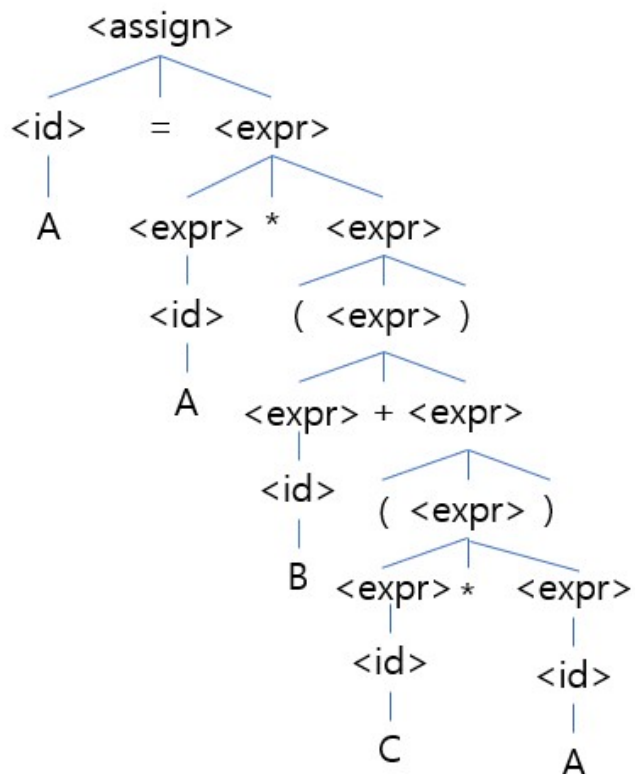 <assign>
<id> = <expr>
A <expr> * <expr>
<id> ( <expr> )
A <expr> + <expr>
<id> ( <expr> )
B <expr> * <expr>
<id> <id>
C A